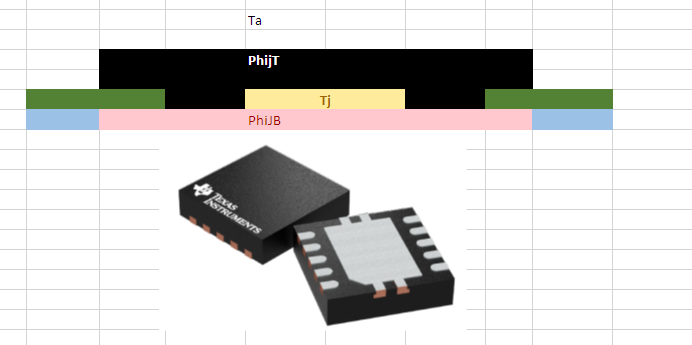 Ta
PhijT
Tj
PhiJB
TEXAS
INSTRUMENTS